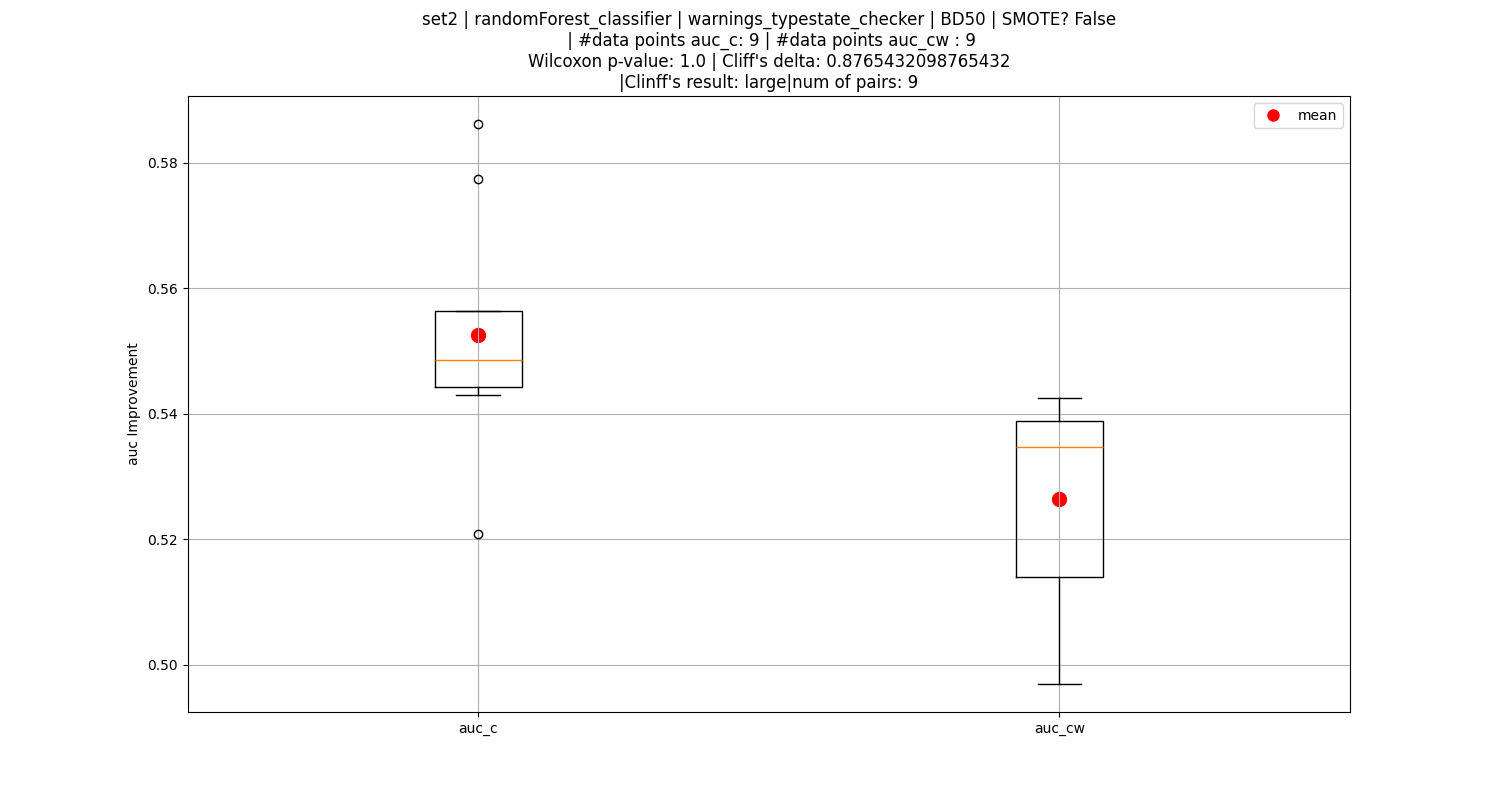 set2 | randomForest_classifier | warnings_typestate_checker | BD50 | SMOTE? False
| #data points auc_c: 9 | #data points auc_cw : 9
Wilcoxon p-value: 1.0 | Cliff's delta: 0.8765432098765432
|Clinff's result: large|num of pairs: 9
mean
0.58
0.56
0.54
0.52
0.50
auc Improvement
auc_c
auc_cw